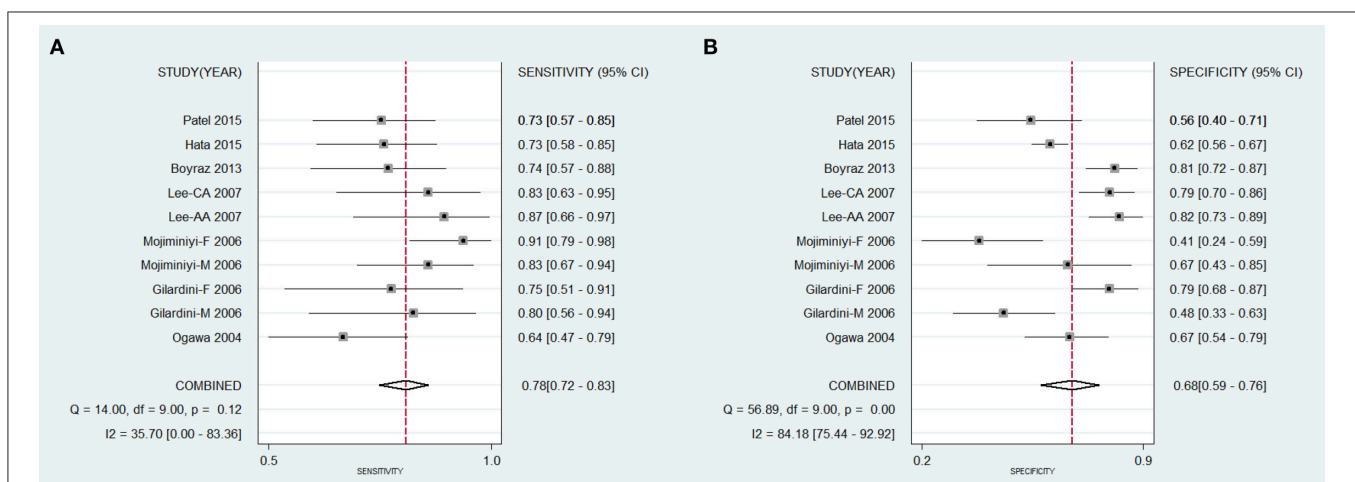 A
STUDY(YEAR) SENSITIVITY (95% CI)
Patel 2015 0.73 [0.57 - 0.85]
Hata 2015 0.73 [0.58 - 0.85]
Boyraz 2013 0.74 [0.57 - 0.88]
Lee-CA 2007 0.83 [0.63 - 0.95]
Lee-AA 2007 0.87 [0.66 - 0.97]
Mojiminiyi-F 2006 0.91 [0.79 - 0.98]
Mojiminiyi-M 2006 0.83 [0.67 - 0.94]
Gilardini-F 2006 0.75 [0.51 - 0.91]
Gilardini-M 2006 0.80 [0.56 - 0.94]
Ogawa 2004 0.64 [0.47 - 0.79]
COMBINED 0.78[0.72 - 0.83]
Q = 14.00, df = 9.00, p = 0.12
I2 = 35.70 [0.00 - 83.36]
0.5 1.0
SENSITIVITY
B
STUDY(YEAR) SPECIFICITY (95% CI)
Patel 2015 0.56 [0.40 - 0.71]
Hata 2015 0.62 [0.56 - 0.67]
Boyraz 2013 0.81 [0.72 - 0.87]
Lee-CA 2007 0.79 [0.70 - 0.86]
Lee-AA 2007 0.82 [0.73 - 0.89]
Mojiminiyi-F 2006 0.41 [0.24 - 0.59]
Mojiminiyi-M 2006 0.67 [0.43 - 0.85]
Gilardini-F 2006 0.79 [0.68 - 0.87]
Gilardini-M 2006 0.48 [0.33 - 0.63]
Ogawa 2004 0.67 [0.54 - 0.79]
COMBINED 0.68[0.59 - 0.76]
Q = 56.89, df = 9.00, p = 0.00
I2 = 84.18 [75.44 - 92.92]
0.2 0.9
SPECIFICITY